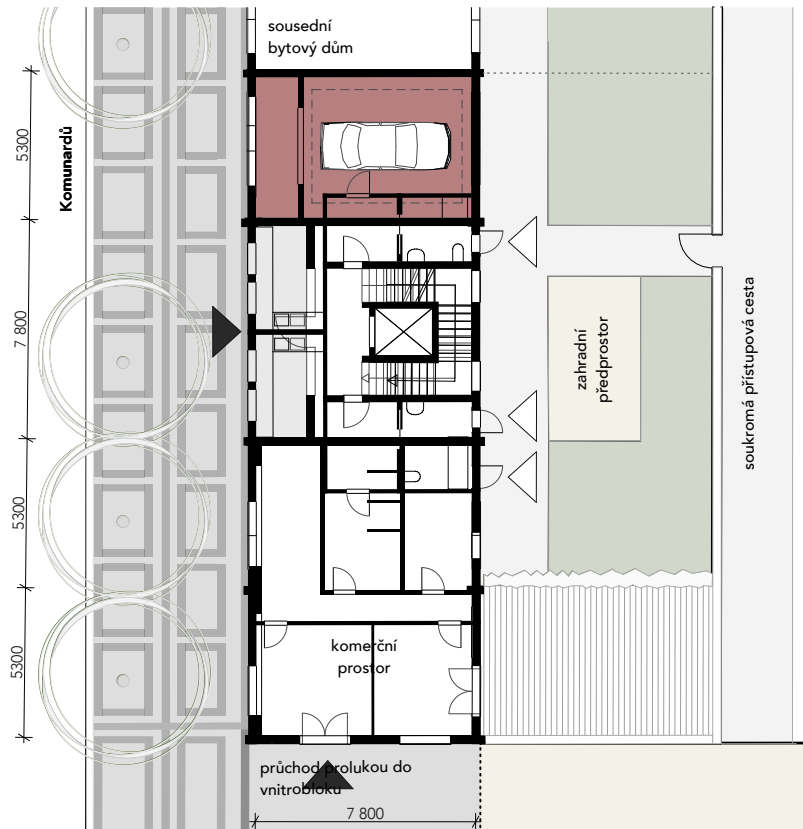 sousední
bytový dům
5300
Komunardů
7 800
zahradní
předprostor
soukromá přístupová cesta
5300
5300
komerční
prostor
průchod prolukou do
vnitrobloku
7 800